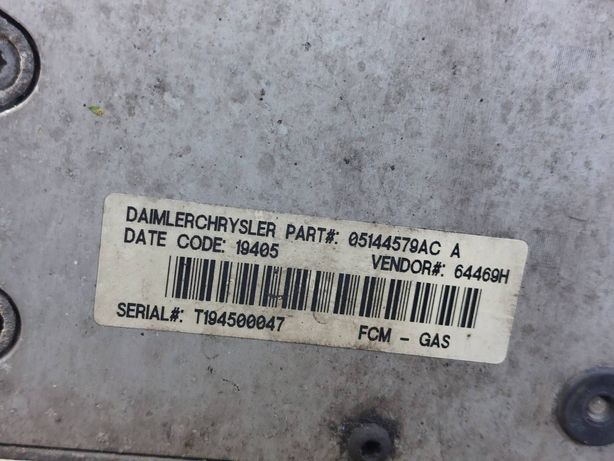 DAIMLERCHRYSLER PART#: 05144579AC A
DATE CODE: 19405 VENDOR#: 64469H
SERIAL#: T194500047 FCM - GAS